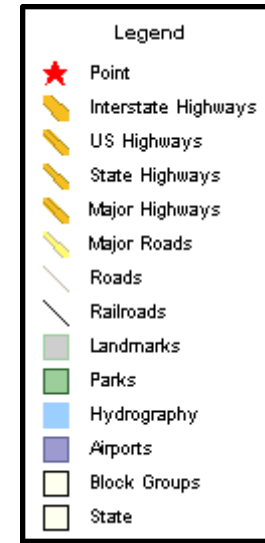 Legend
Point
Interstate Highways
US Highways
State Highways
Major Highways
Major Roads
Roads
Railroads
Landmarks
Parks
Hydrography
Airports
Block Groups
State